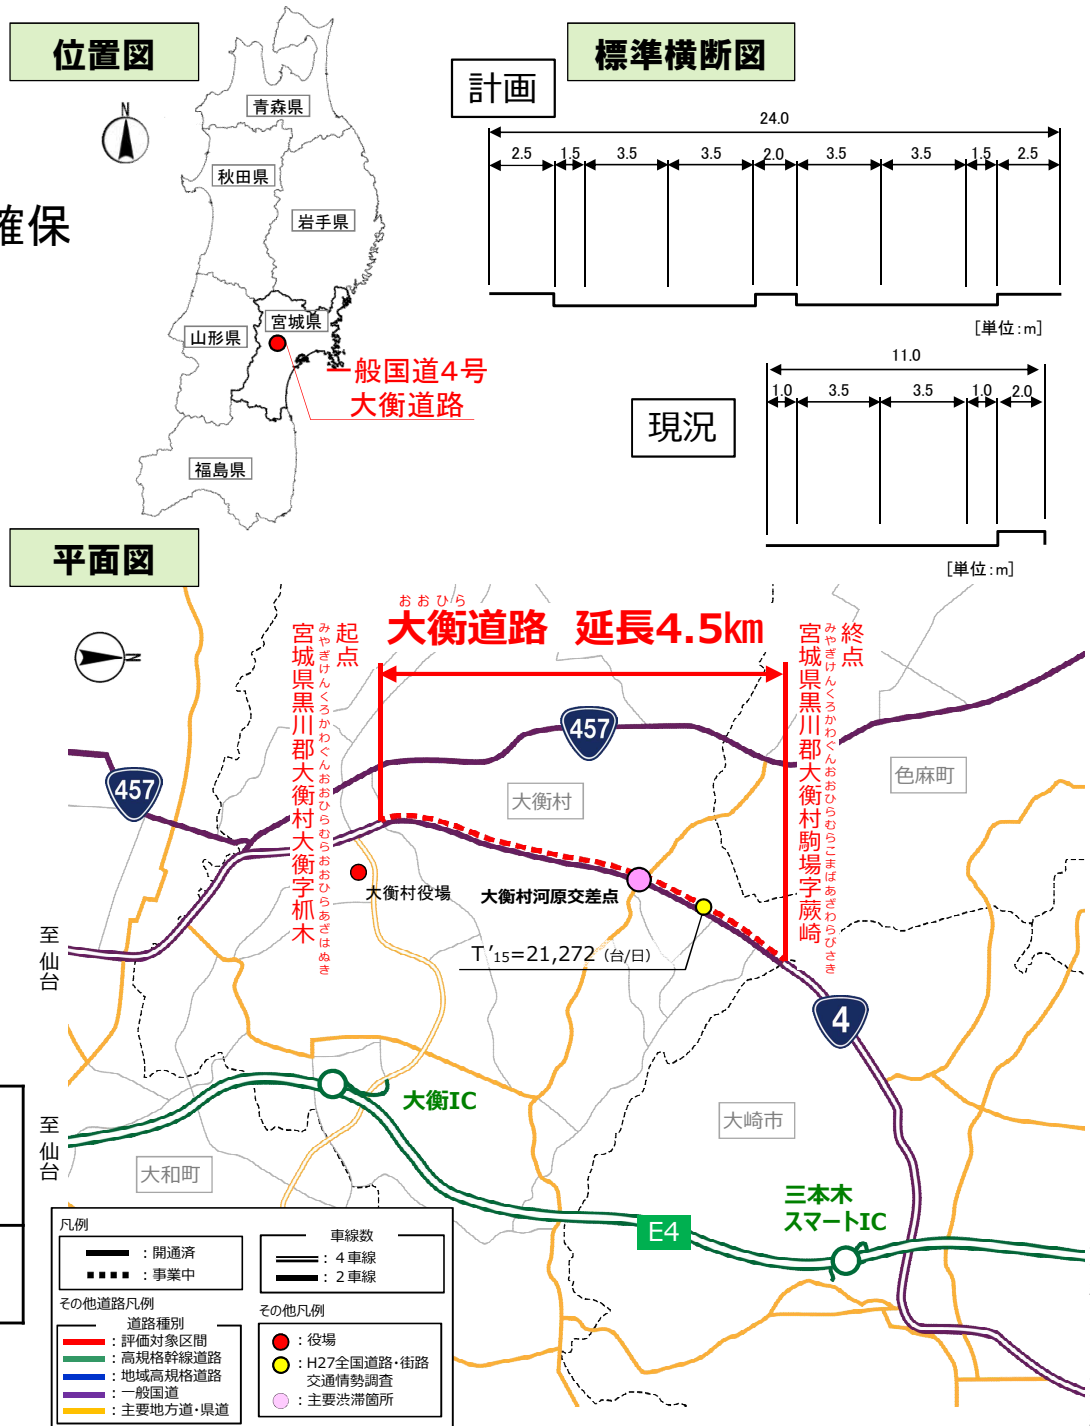 位置図
N
青森県
秋田県
岩手県
山形県
宮城県
福島県
一般国道4号
大衡道路
確保
標準横断図
計画
24.0
2.5 1.5 3.5 3.5 2.0 3.5 3.5 1.5 2.5
[単位:m]
現況
11.0
1.0 3.5 3.5 1.0 2.0
[単位:m]
平面図
N
おおひら
大衡道路 延長4.5km
起点
みやぎけんくろかわぐんおおひらむらおおひらあざはぬき
宮城県黒川郡大衡村大衡字枛木
終点
みやぎけんくろかわぐんおおひらむらこまばあざわらびさき
宮城県黒川郡大衡村駒場字蕨崎
457
457
大衡村
色麻町
大衡村役場
大衡村河原交差点
T'15=21,272 (台/日)
至仙台
4
大衡IC
至仙台
大和町
大崎市
三本木
スマートIC
E4
凡例
:開通済
:事業中
車線数
:4車線
:2車線
その他道路凡例
道路種別
:評価対象区間
:高規格幹線道路
:地域高規格道路
:一般国道
:主要地方道・県道
その他凡例
:役場
:H27全国道路・街路
交通情勢調査
:主要渋滞箇所